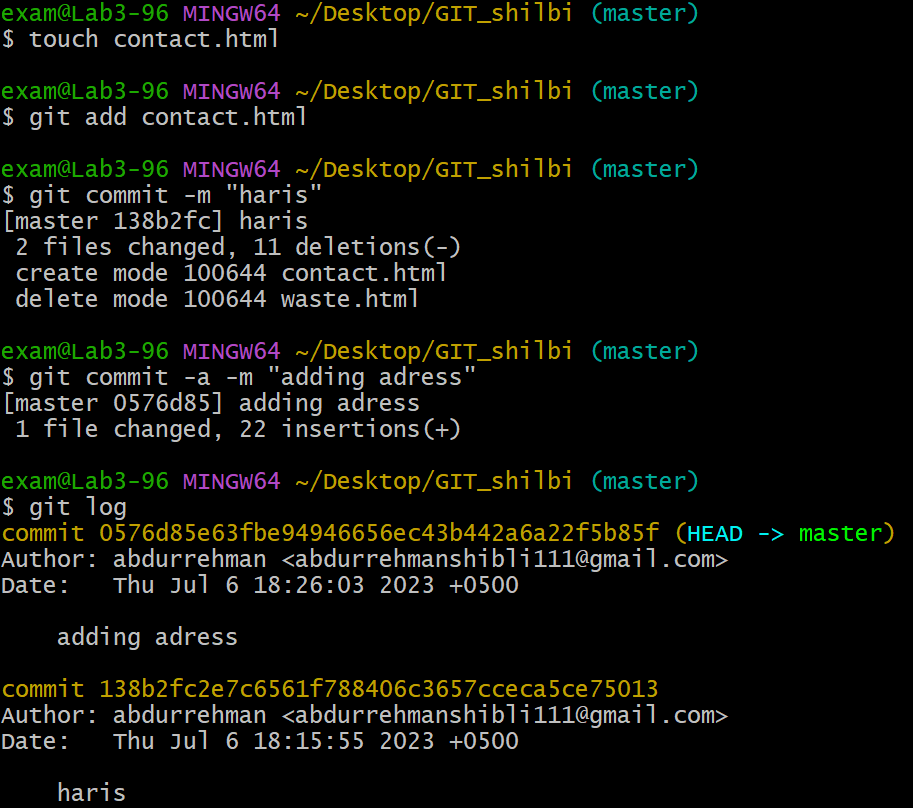 exam@Lab3-96 MINGW64 ~/Desktop/GIT_shilbi (master)
$ touch contact.html
exam@Lab3-96 MINGW64 ~/Desktop/GIT_shilbi (master)
$ git add contact.html
exam@Lab3-96 MINGW64 ~/Desktop/GIT_shilbi (master)
$ git commit -m "haris"
[master 138b2fc] haris
 2 files changed, 11 deletions(-)
 create mode 100644 contact.html
 delete mode 100644 waste.html
exam@Lab3-96 MINGW64 ~/Desktop/GIT_shilbi (master)
$ git commit -a -m "adding adress"
[master 0576d85] adding adress
 1 file changed, 22 insertions(+)
exam@Lab3-96 MINGW64 ~/Desktop/GIT_shilbi (master)
$ git log
commit 0576d85e63fbe94946656ec43b442a6a22f5b85f (HEAD -> master)
Author: abdurrehman <abdurrehmanshibli111@gmail.com>
Date:   Thu Jul 6 18:26:03 2023 +0500
    adding adress
commit 138b2fc2e7c6561f788406c3657cceca5ce75013
Author: abdurrehman <abdurrehmanshibli111@gmail.com>
Date:   Thu Jul 6 18:15:55 2023 +0500
    haris